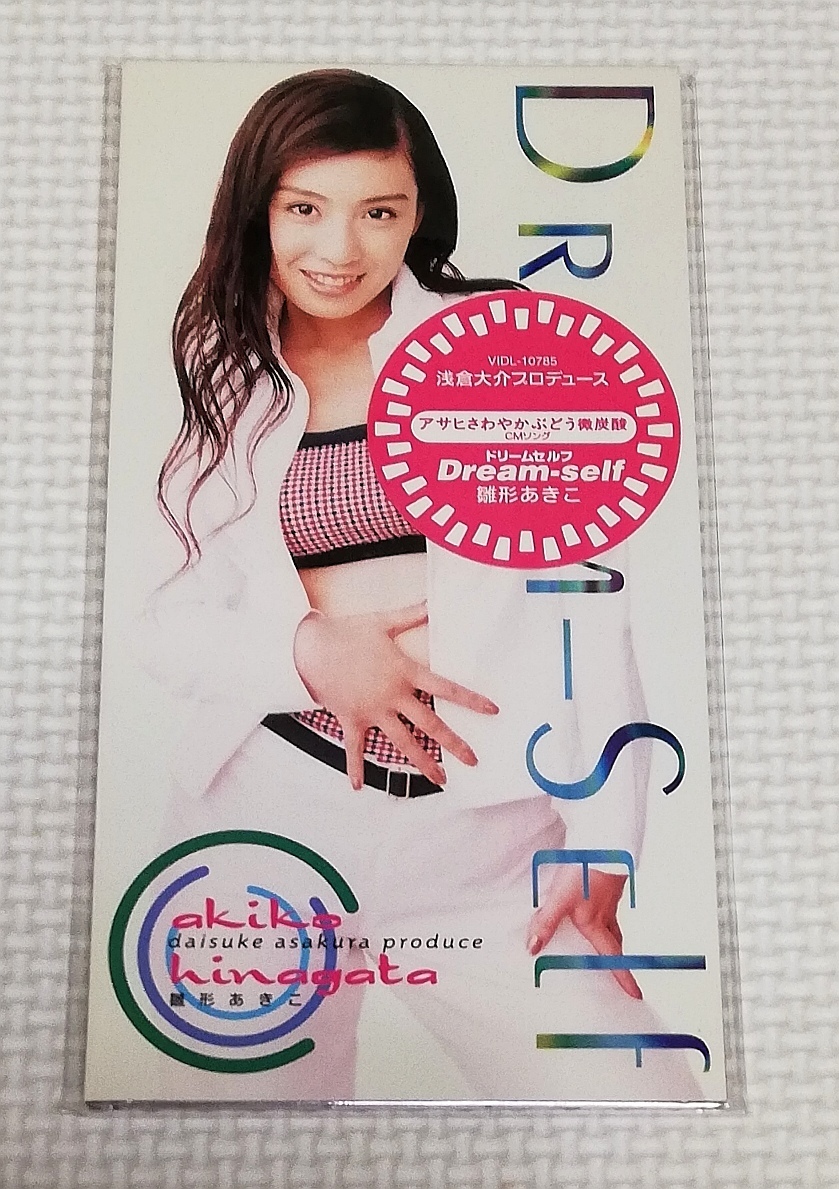 Dream-Self
VIDL-10785
浅倉大介プロデュース
アサヒさわやかぶどう微炭酸
CMソング
ドリームセルフ
Dream-self
雛形あきこ
akiko
daisuke asakura produce
hinagata
雛形あきこ